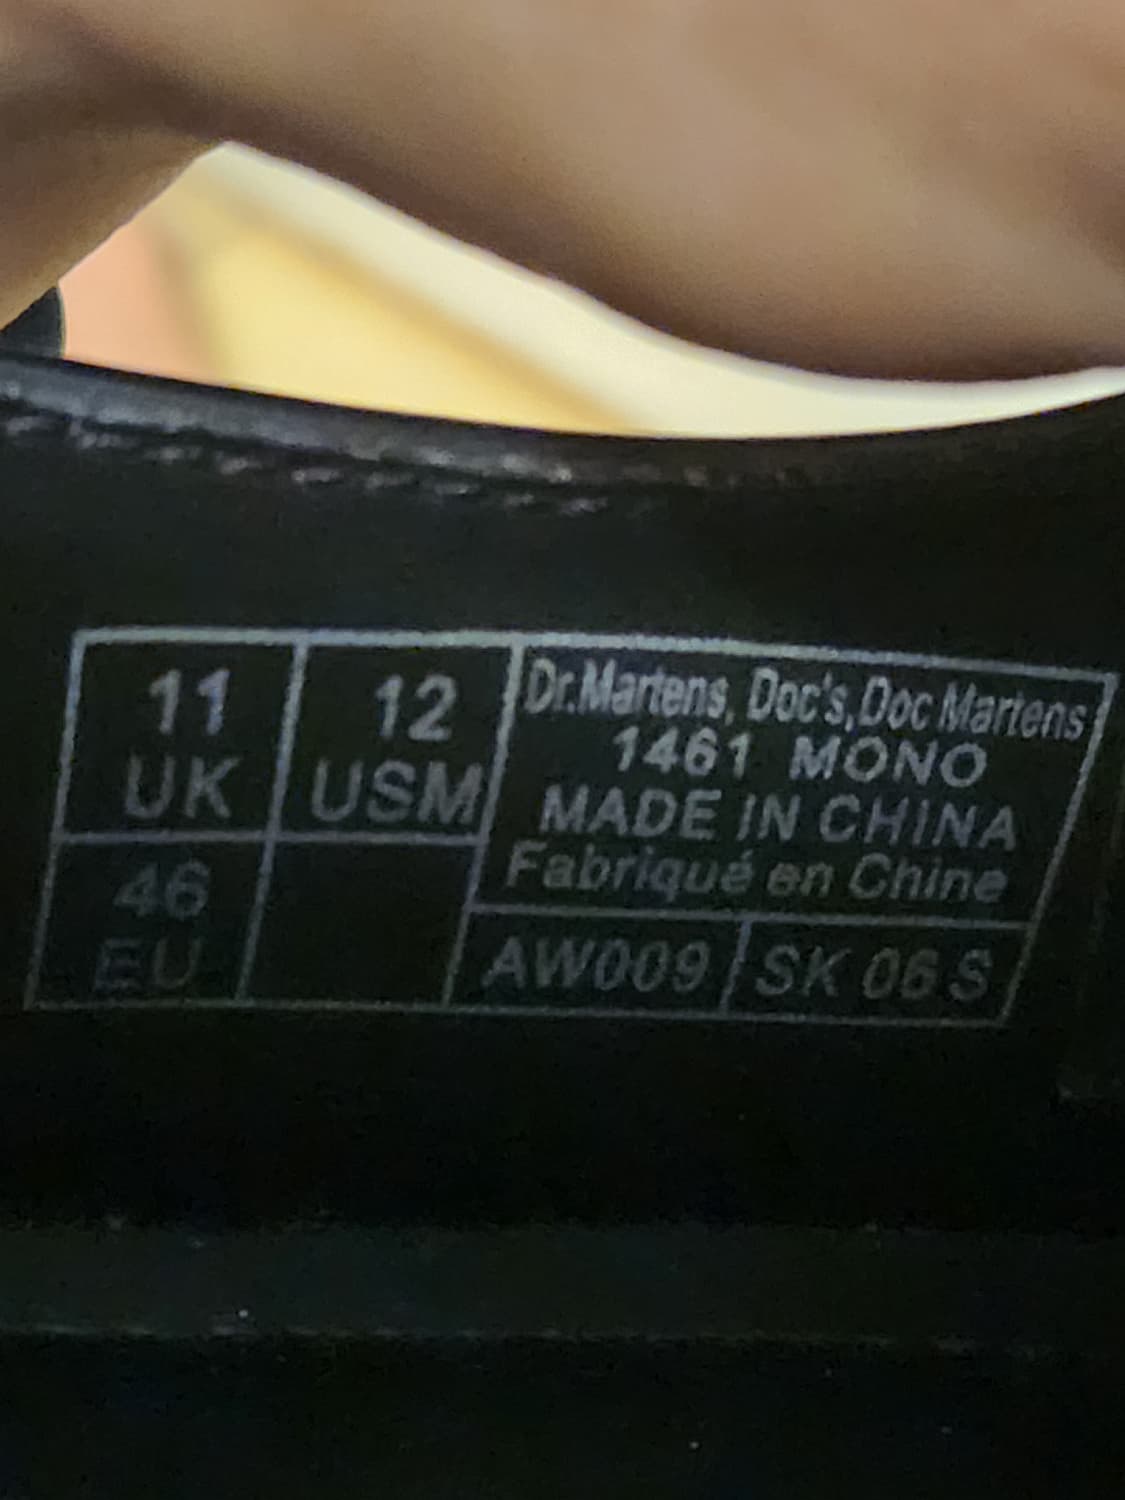 11
UK
12
USM
46
EU
Dr.Martens, Doc's, Doc Martens
1461 MONO
MADE IN CHINA
Fabriqué en Chine
AW009
SK 06 S